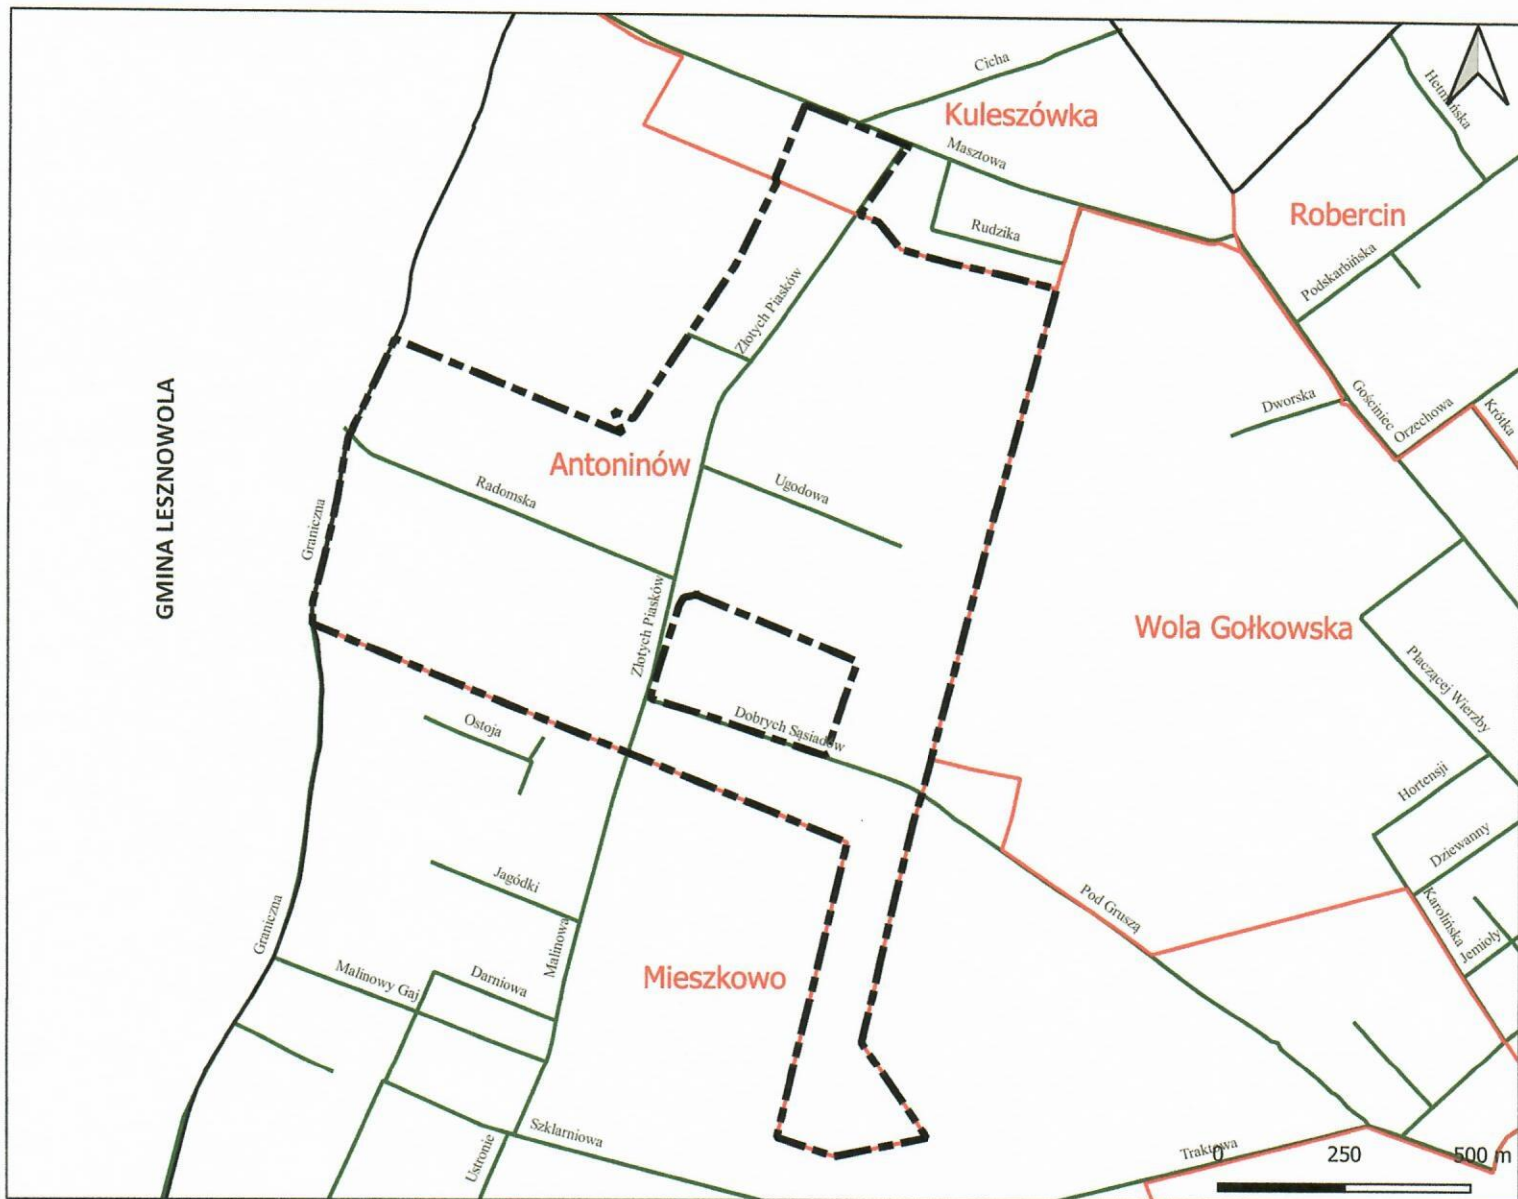 Cicha
Hetmańska
Kuleszówka
Masztowa
Robercin
Rudzika
Podskarbińska
Złotych Piasków
GMINA LESZNOWOLA
Dworska
Gościniec
Orzechowa
Krótka
Antoninów
Radomska
Ugodowa
Graniczna
Złotych Piasków
Wola Gołkowska
Płaczącej Wierzby
Ostoja
Dobrych Sąsiadów
Hortensji
Dziewanny
Jagódki
Pod Gruszą
Karolińska
Jemioły
Graniczna
Malinowa
Malinowy Gaj
Darniowa
Mieszkowo
Szklarniowa
Ustronie
Traktowa
0 250 500 m